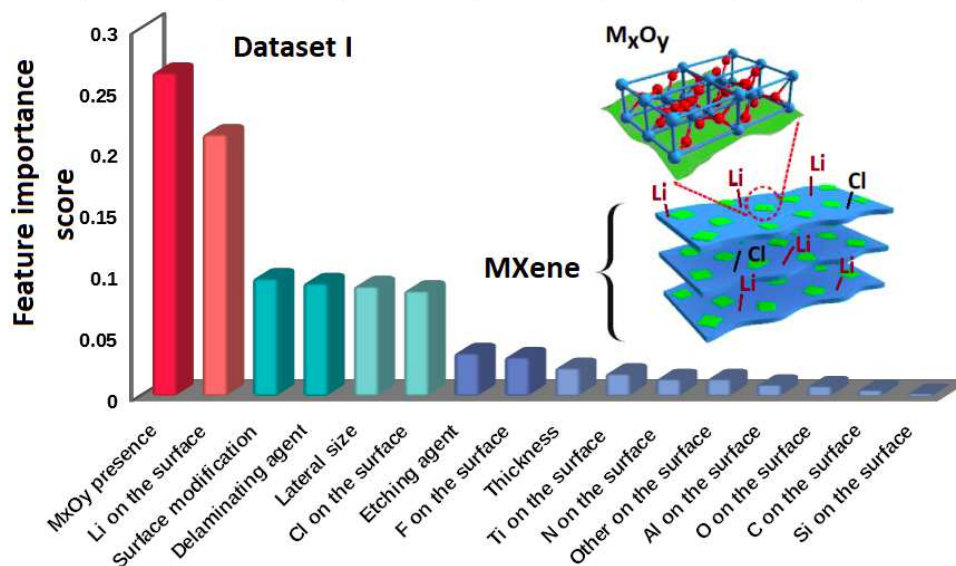 0.3
0.25
0.2
0.15
0.1
0.05
0
Feature importance
score
Dataset I
MxOy
Li
Li
Li
Cl
MXene
Cl
Li
Li
Li
MxOy presence
Li on the surface
Surface modification
Delaminating agent
Lateral size
Cl on the surface
Etching agent
F on the surface
Thickness
Ti on the surface
N on the surface
Other on the surface
Al on the surface
O on the surface
C on the surface
Si on the surface